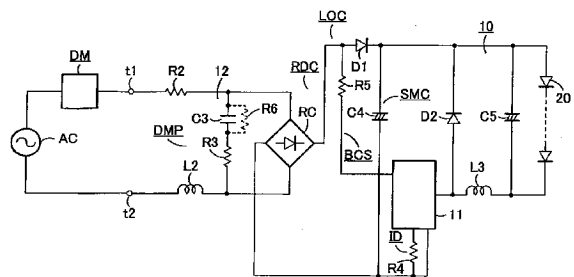 LOC
DM
t1
R2
12
RDC
D1
10
R5
SMC
C3
R6
RC
C4
D2
C5
20
AC
DMP
R3
BCS
L2
L3
t2
11
ID
R4